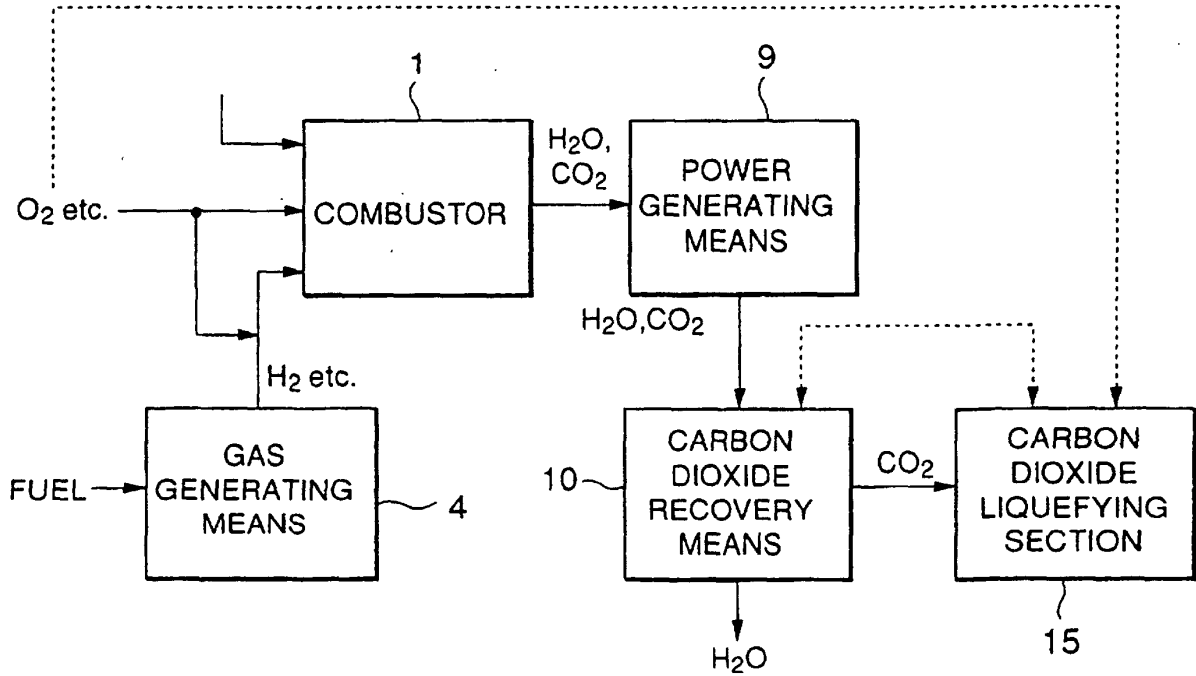 1
9
H2O,
CO2
O2 etc.
COMBUSTOR
POWER
GENERATING
MEANS
H2O,CO2
H2 etc.
FUEL
GAS
GENERATING
MEANS
4
10
CARBON
DIOXIDE
RECOVERY
MEANS
CO2
CARBON
DIOXIDE
LIQUEFYING
SECTION
15
H2O